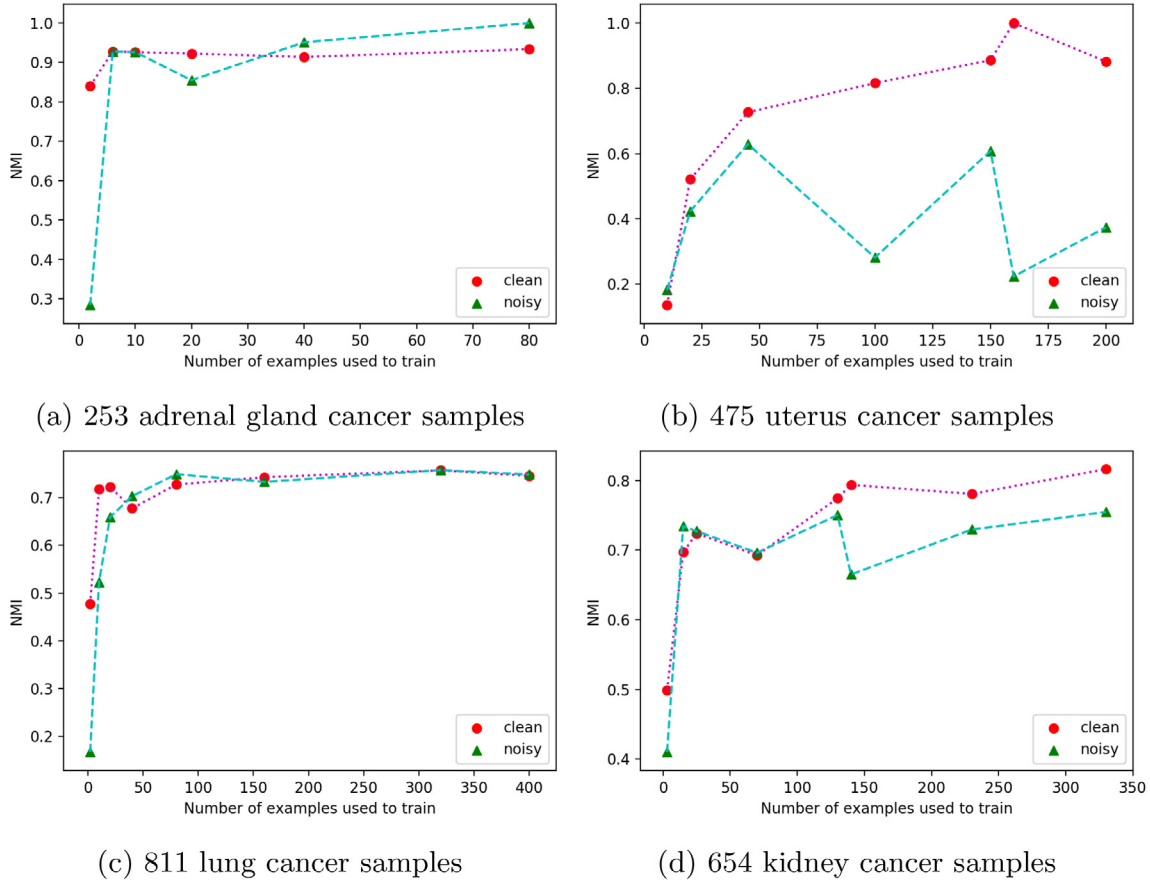 1.0
0.9
0.8
0.7
0.6
0.5
0.4
0.3
NMI
0 10 20 30 40 50 60 70 80
Number of examples used to train
clean
noisy
(a) 253 adrenal gland cancer samples
1.0
0.8
0.6
0.4
0.2
NMI
0 25 50 75 100 125 150 175 200
Number of examples used to train
clean
noisy
(b) 475 uterus cancer samples
0.7
0.6
0.5
0.4
0.3
0.2
NMI
0 50 100 150 200 250 300 350 400
Number of examples used to train
clean
noisy
(c) 811 lung cancer samples
0.8
0.7
0.6
0.5
0.4
NMI
0 50 100 150 200 250 300 350
Number of examples used to train
clean
noisy
(d) 654 kidney cancer samples